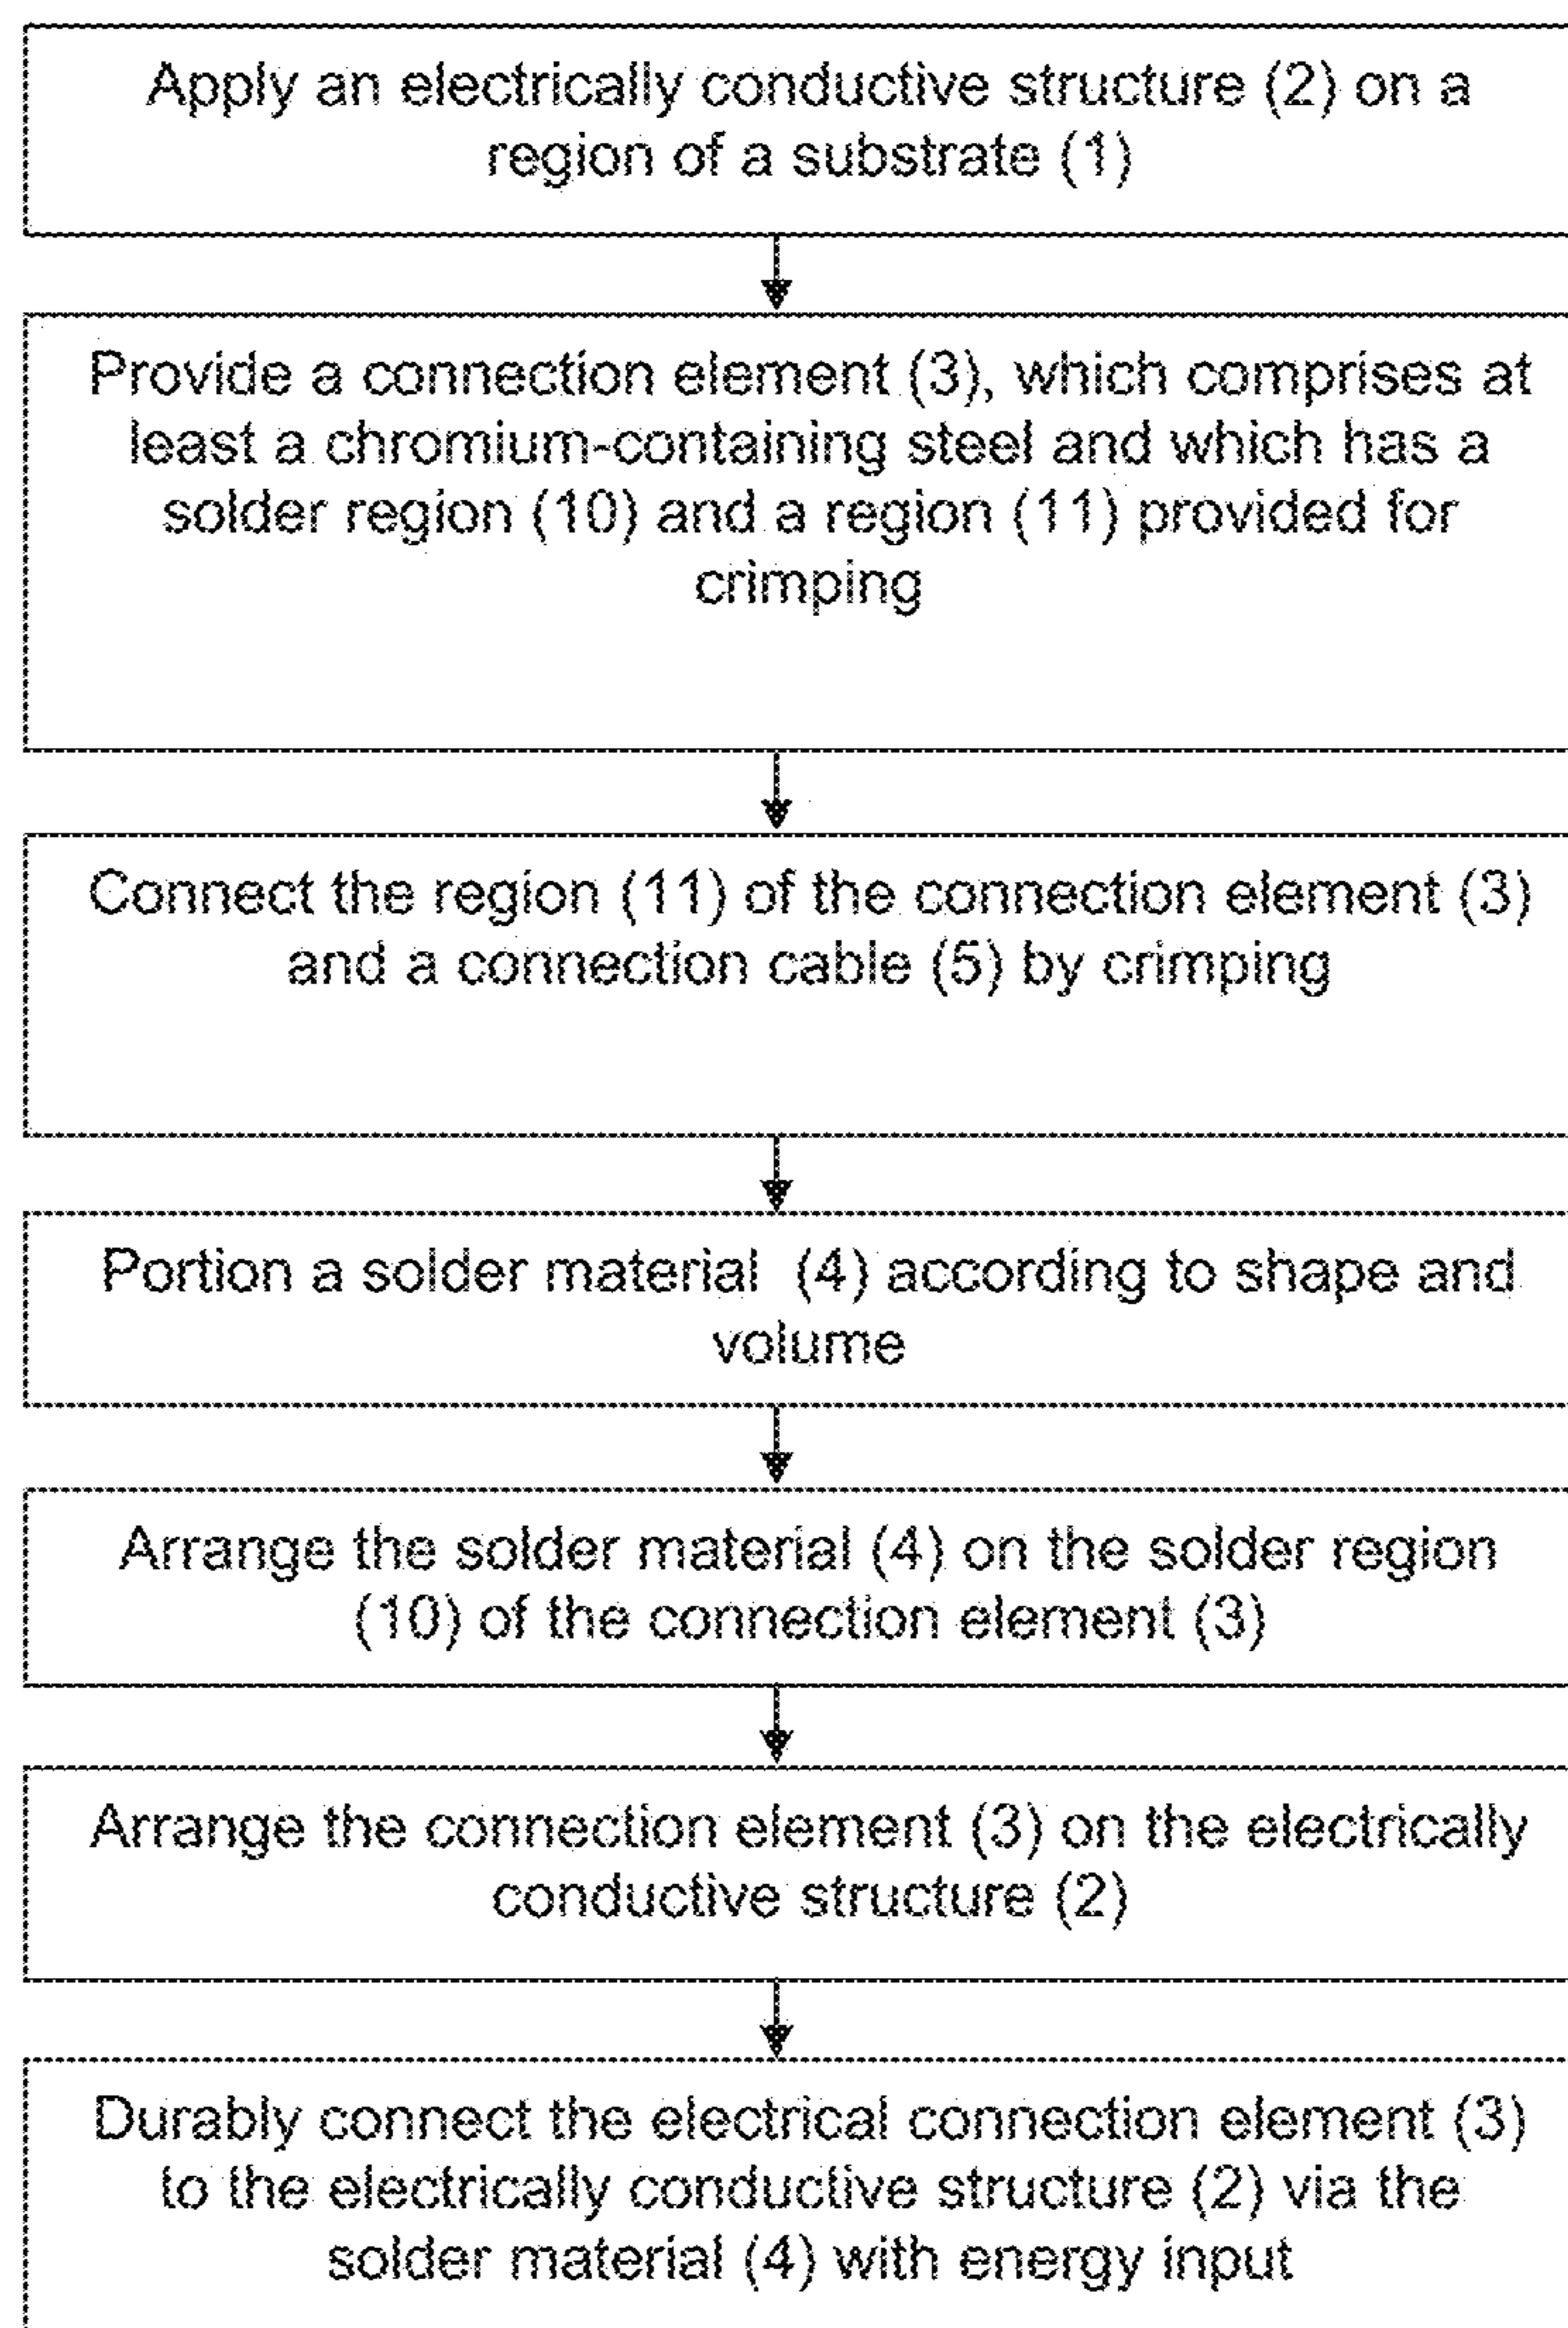 Apply an electrically conductive structure (2) on a
region of a substrate (1)
Provide a connection element (3), which comprises at
least a chromium-containing steel and which has a
solder region (10) and a region (11) provided for
crimping
Connect the region (11) of the connection element (3)
and a connection cable (5) by crimping
Portion a solder material (4) according to shape and
volume
Arrange the solder material (4) on the solder region
(10) of the connection element (3)
Arrange the connection element (3) on the electrically
conductive structure (2)
Durably connect the electrical connection element (3)
to the electrically conductive structure (2) via the
solder material (4) with energy input